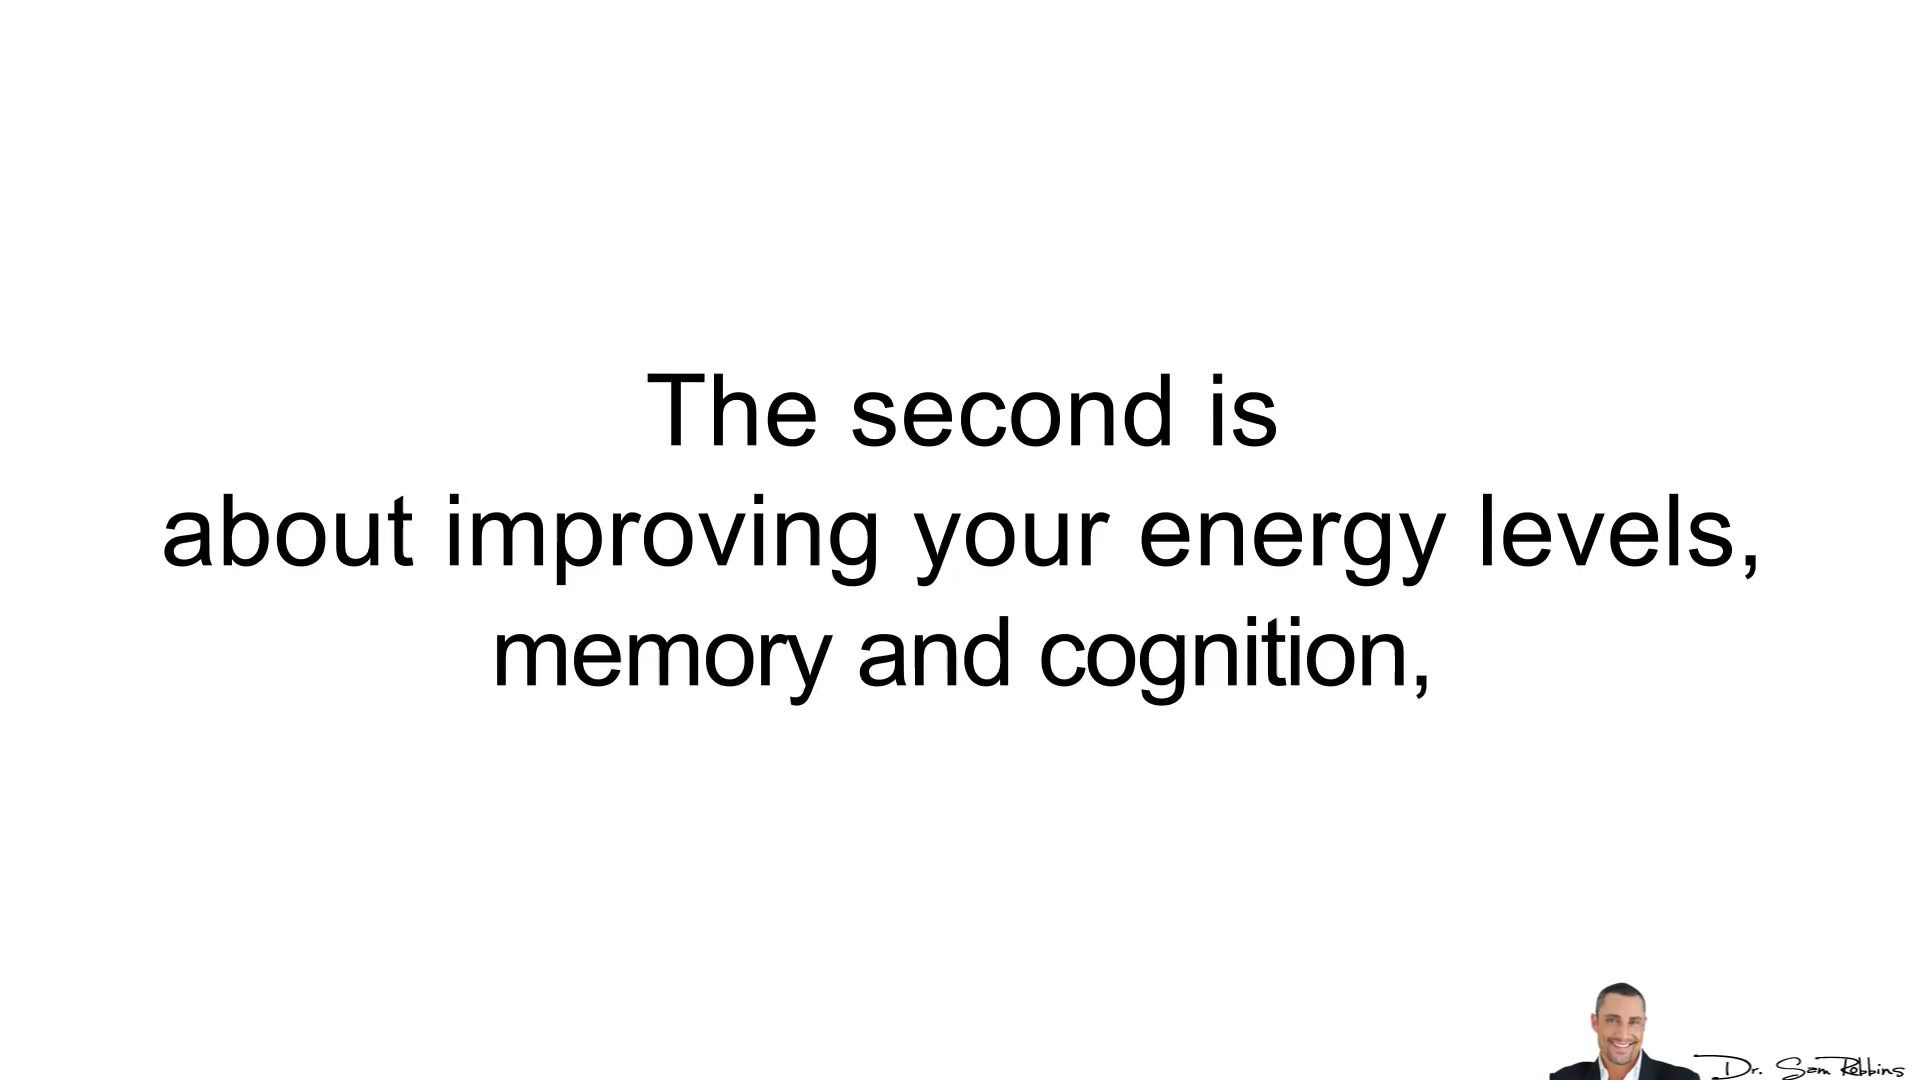 The second is
about improving your energy levels,
memory and cognition,
Dr. Sam Robbins